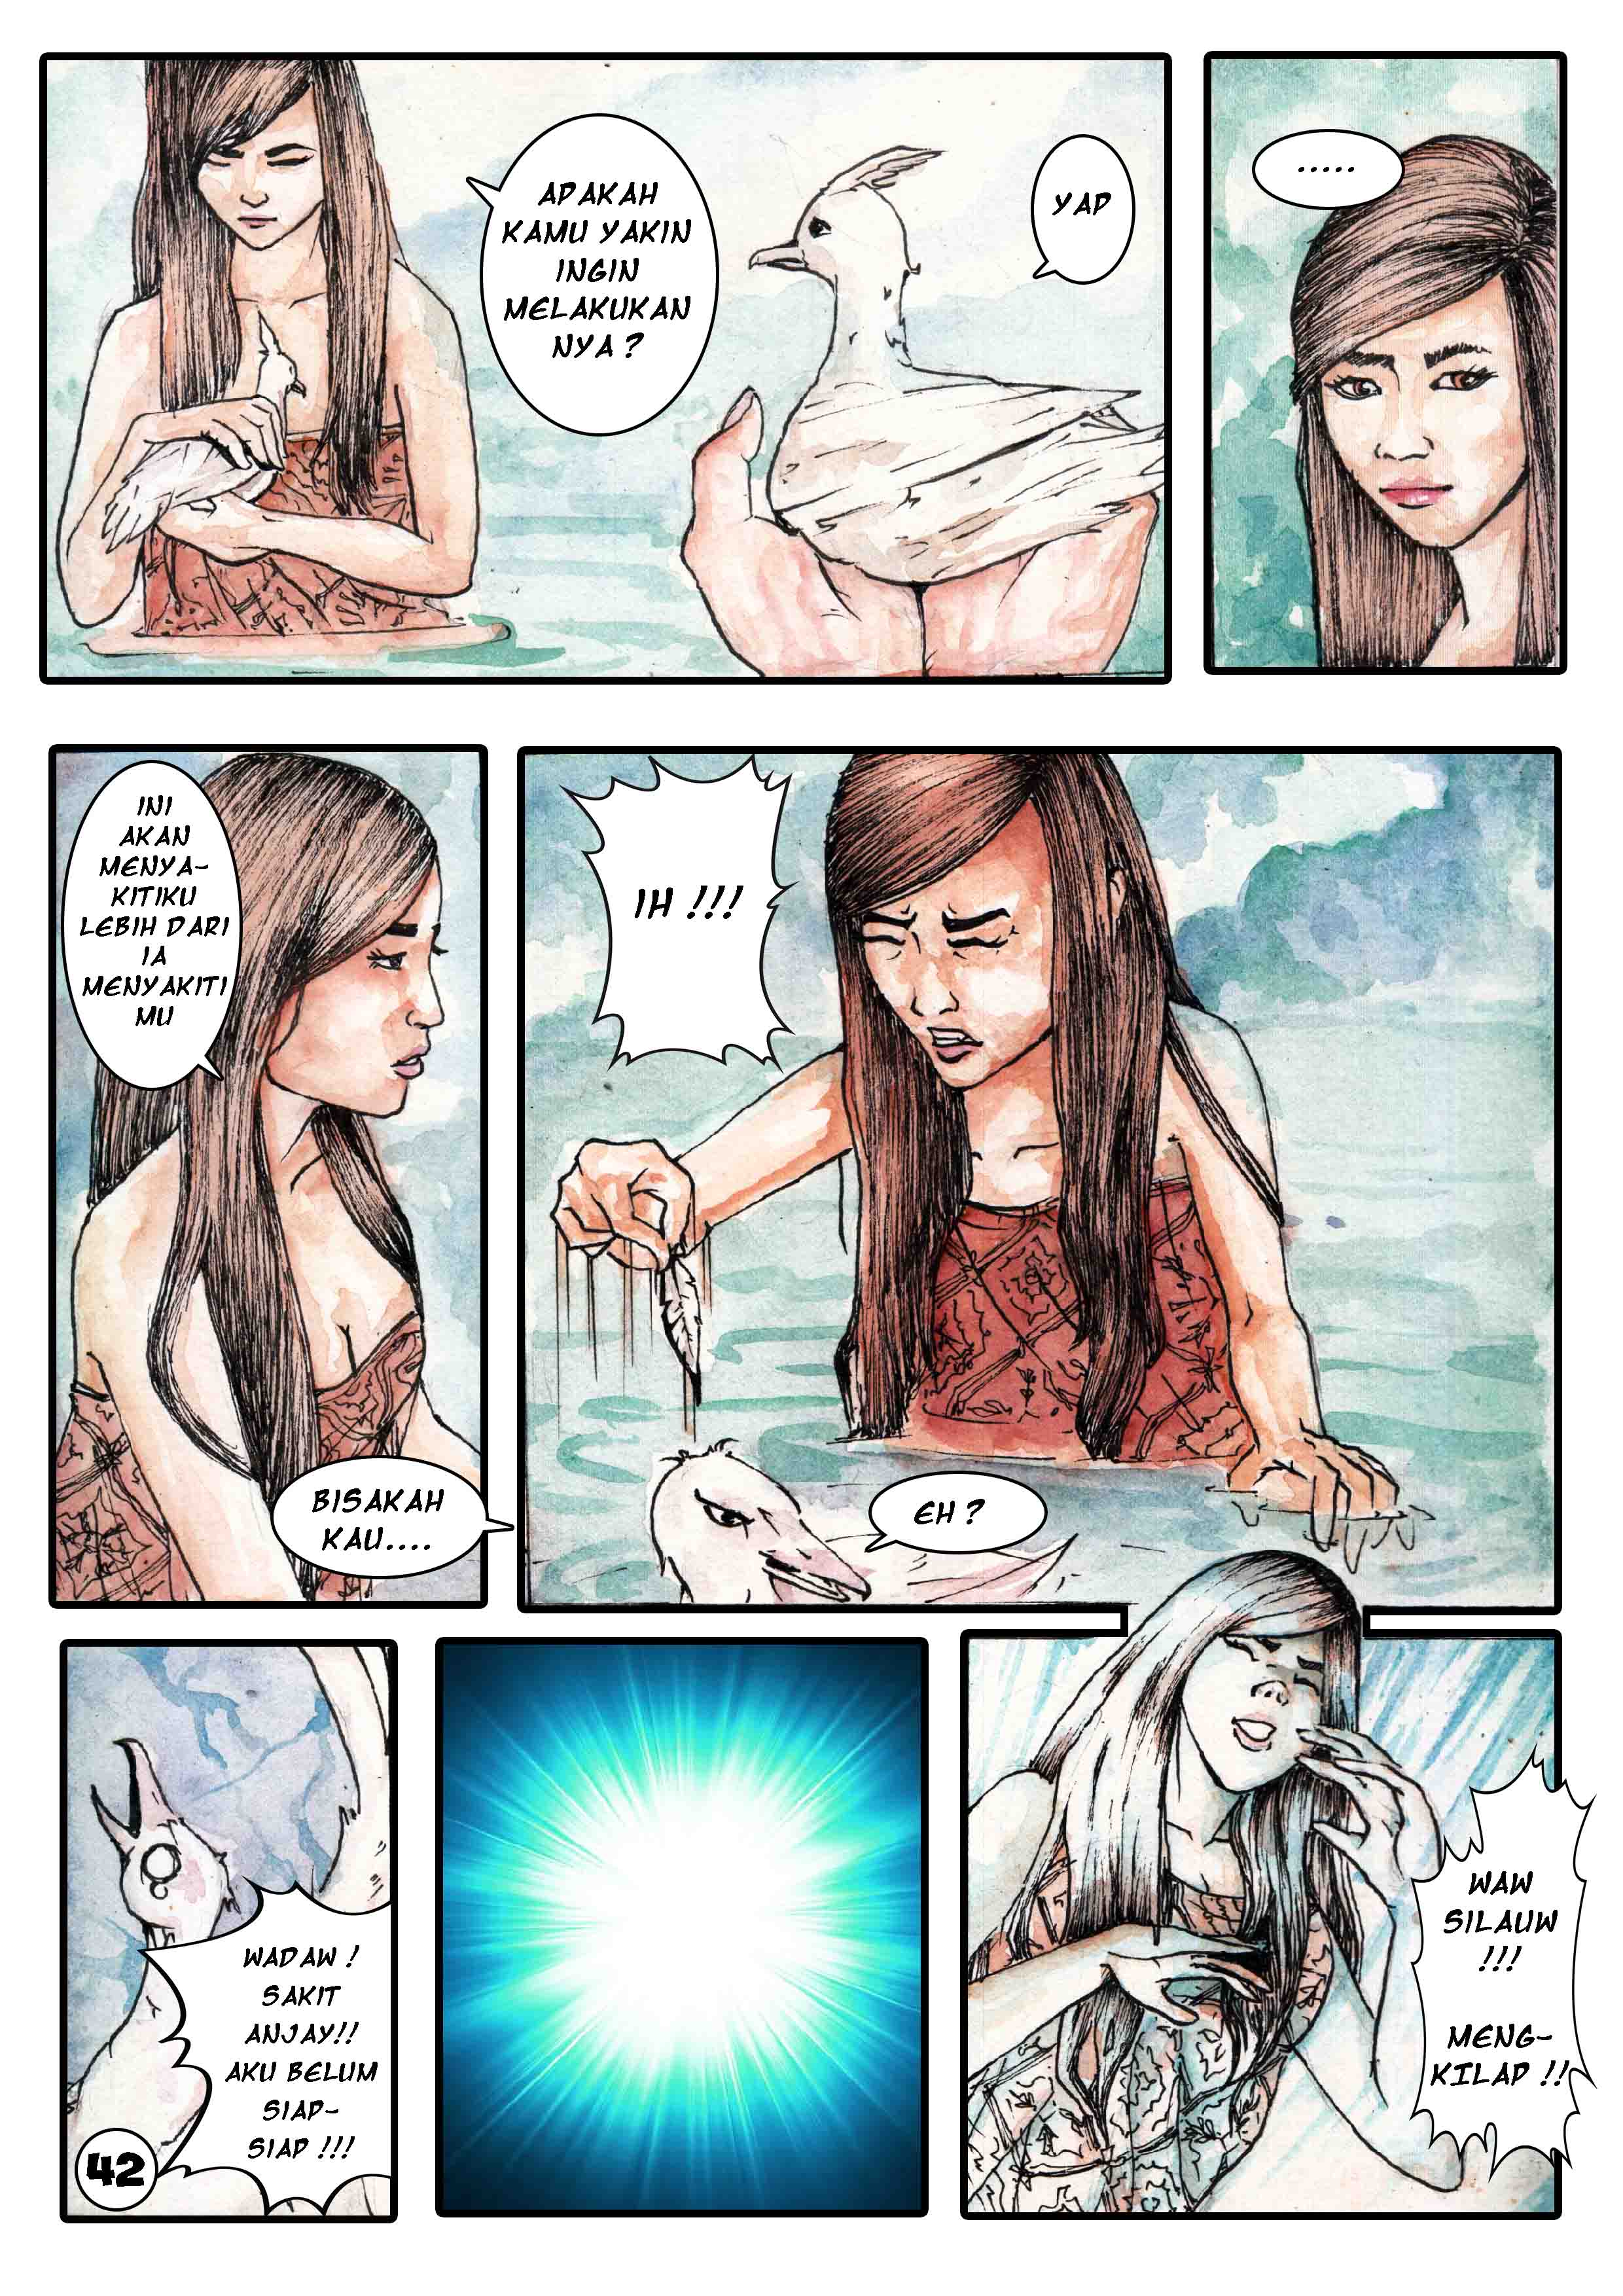 APAKAH
KAMU YAKIN
INGIN
MELAKUKAN
NYA ?
YAP
.....
INI
AKAN
MENYA-
KITIKU
LEBIH DARI
IA
MENYAKITI
MU
BISAKAH
KAU....
IH !!!
EH ?
WADAW !
SAKIT
ANJAY!!
AKU BELUM
SIAP-
SIAP !!!
WAW
SILAUW
!!!
MENG-
KILAP !!
42